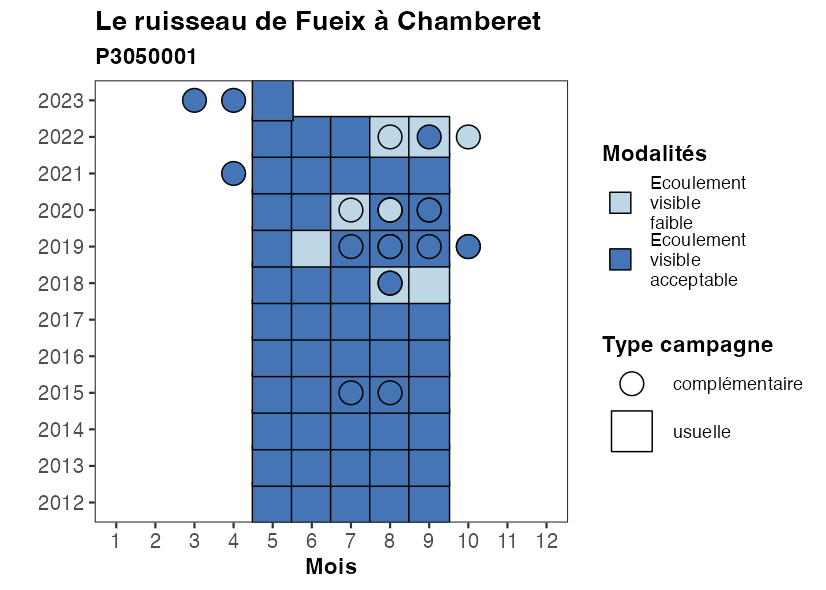 Le ruisseau de Fueix à Chamberet
P3050001
2023
2022
2021
2020
2019
2018
2017
2016
2015
2014
2013
2012
1 2 3 4 5 6 7 8 9 10 11 12
Mois
Modalités
Ecoulement
visible
faible
Ecoulement
visible
acceptable
Type campagne
complémentaire
usuelle